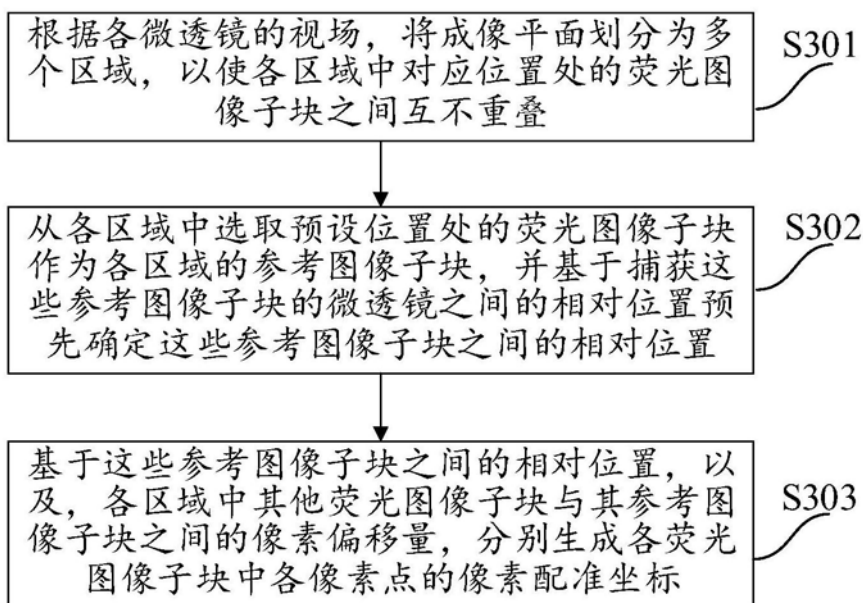 根据各微透镜的视场，将成像平面划分为多
个区域，以使各区域中对应位置处的荧光图
像子块之间互不重叠
S301
从各区域中选取预设位置处的荧光图像子块
作为各区域的参考图像子块，并基于捕获这
些参考图像子块的微透镜之间的相对位置预
先确定这些参考图像子块之间的相对位置
S302
基于这些参考图像子块之间的相对位置，以
及，各区域中其他荧光图像子块与其参考图
像子块之间的像素偏移量，分别生成各荧光
图像子块中各像素点的像素配准坐标
S303